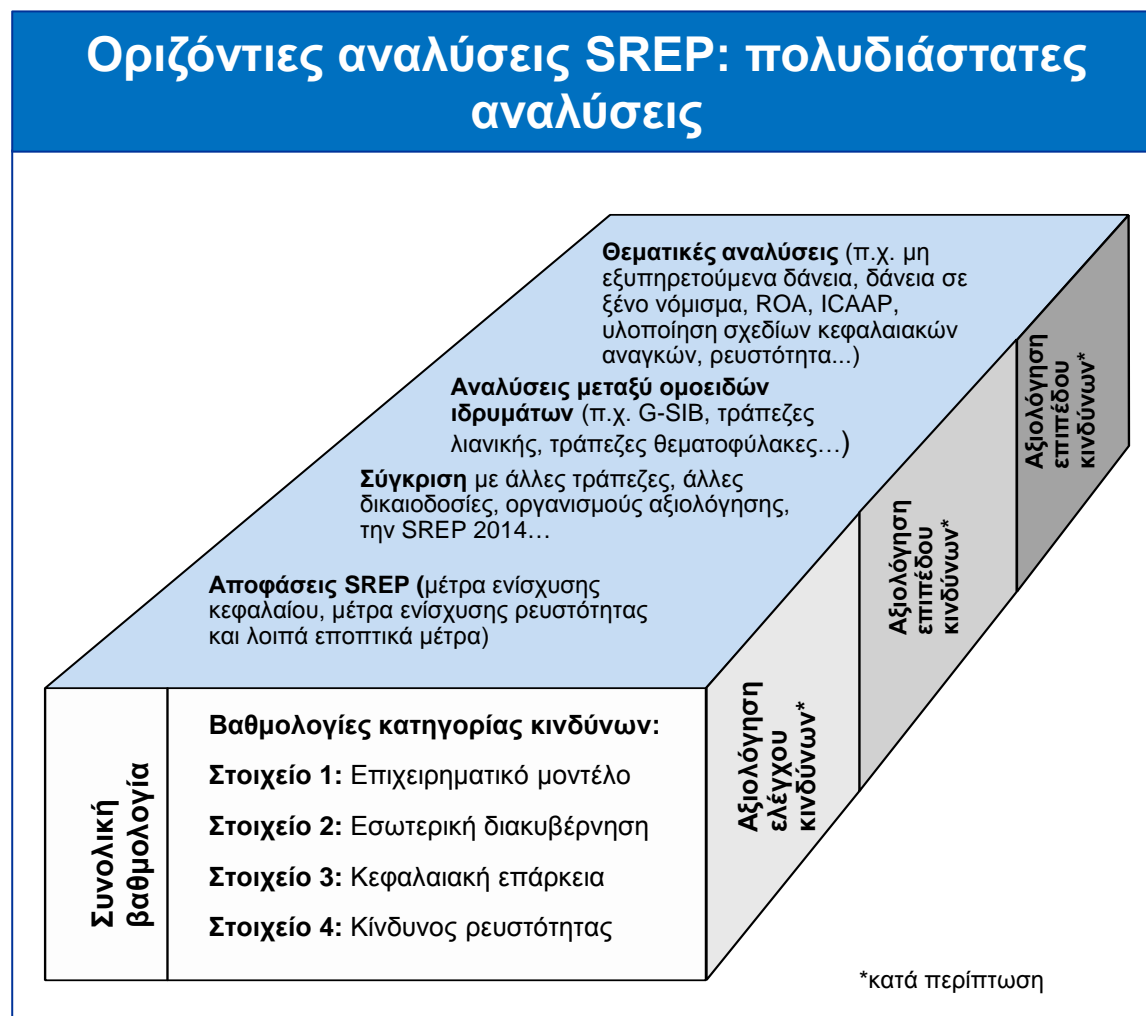 Οριζόντιες αναλύσεις SREP: πολυδιάστατες
αναλύσεις
Θεματικές αναλύσεις (π.χ. μη
εξυπηρετούμενα δάνεια, δάνεια σε
ξένο νόμισμα, ROA, ICAAP,
υλοποίηση σχεδίων κεφαλαιακών
αναγκών, ρευστότητα...)
Αναλύσεις μεταξύ ομοειδών
ιδρυμάτων (π.χ. G-SIB, τράπεζες
λιανικής, τράπεζες θεματοφύλακες…)
Σύγκριση με άλλες τράπεζες, άλλες
δικαιοδοσίες, οργανισμούς αξιολόγησης,
την SREP 2014…
Αποφάσεις SREP (μέτρα ενίσχυσης
κεφαλαίου, μέτρα ενίσχυσης ρευστότητας
και λοιπά εποπτικά μέτρα)
Συνολική
βαθμολογία
Βαθμολογίες κατηγορίας κινδύνων:
Στοιχείο 1: Επιχειρηματικό μοντέλο
Στοιχείο 2: Εσωτερική διακυβέρνηση
Στοιχείο 3: Κεφαλαιακή επάρκεια
Στοιχείο 4: Κίνδυνος ρευστότητας
Αξιολόγηση
ελέγχου
κινδύνων*
Αξιολόγηση
επιπέδου
κινδύνων*
Αξιολόγηση
επιπέδου
κινδύνων*
*κατά περίπτωση